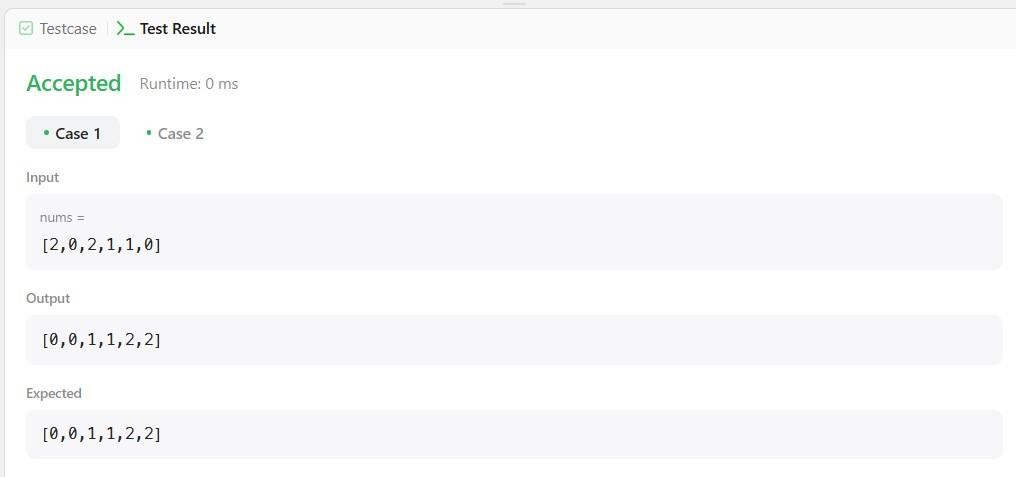 Testcase
Test Result
Accepted Runtime: 0 ms
Case 1 Case 2
Input
nums =
[2,0,2,1,1,0]
Output
[0,0,1,1,2,2]
Expected
[0,0,1,1,2,2]